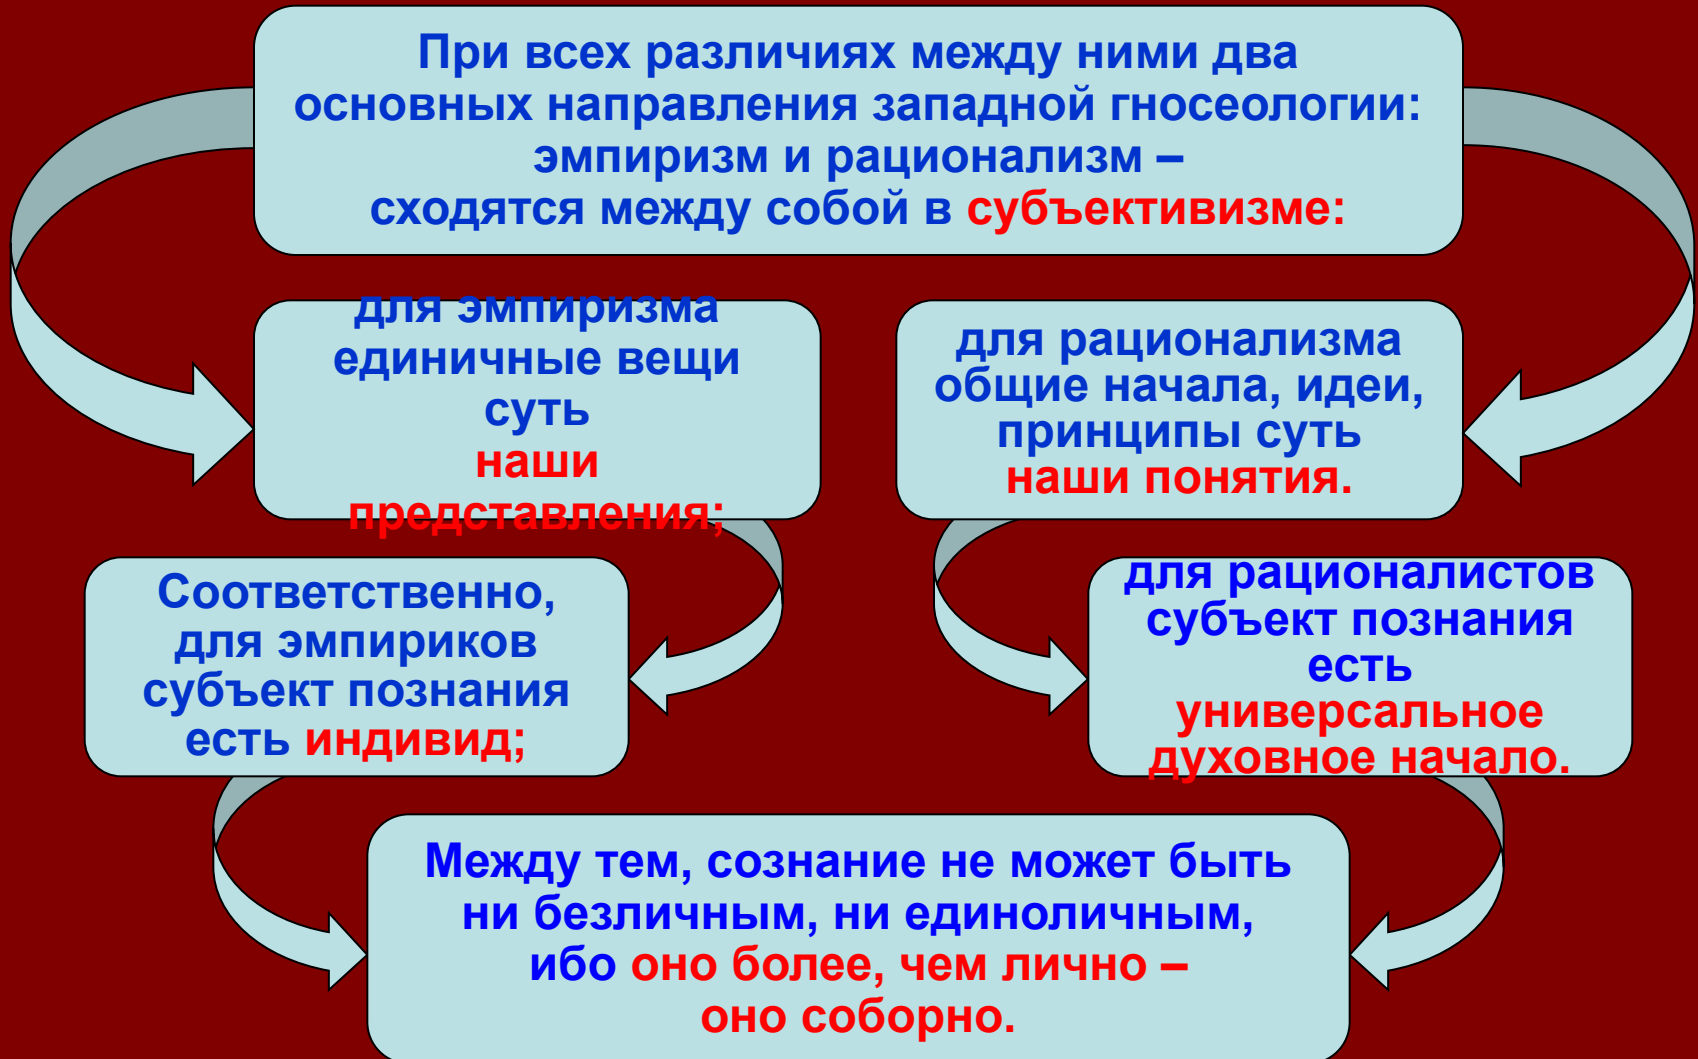 При всех различиях между ними два
основных направления западной гносеологии:
эмпиризм и рационализм –
сходятся между собой в субъективизме:
для эмпиризма
единичные вещи
суть
наши
представления;
для рационализма
общие начала, идеи,
принципы суть
наши понятия.
Соответственно,
для эмпириков
субъект познания
есть индивид;
для рационалистов
субъект познания
есть
универсальное
духовное начало.
Между тем, сознание не может быть
ни безличным, ни единоличным,
ибо оно более, чем лично –
оно соборно.